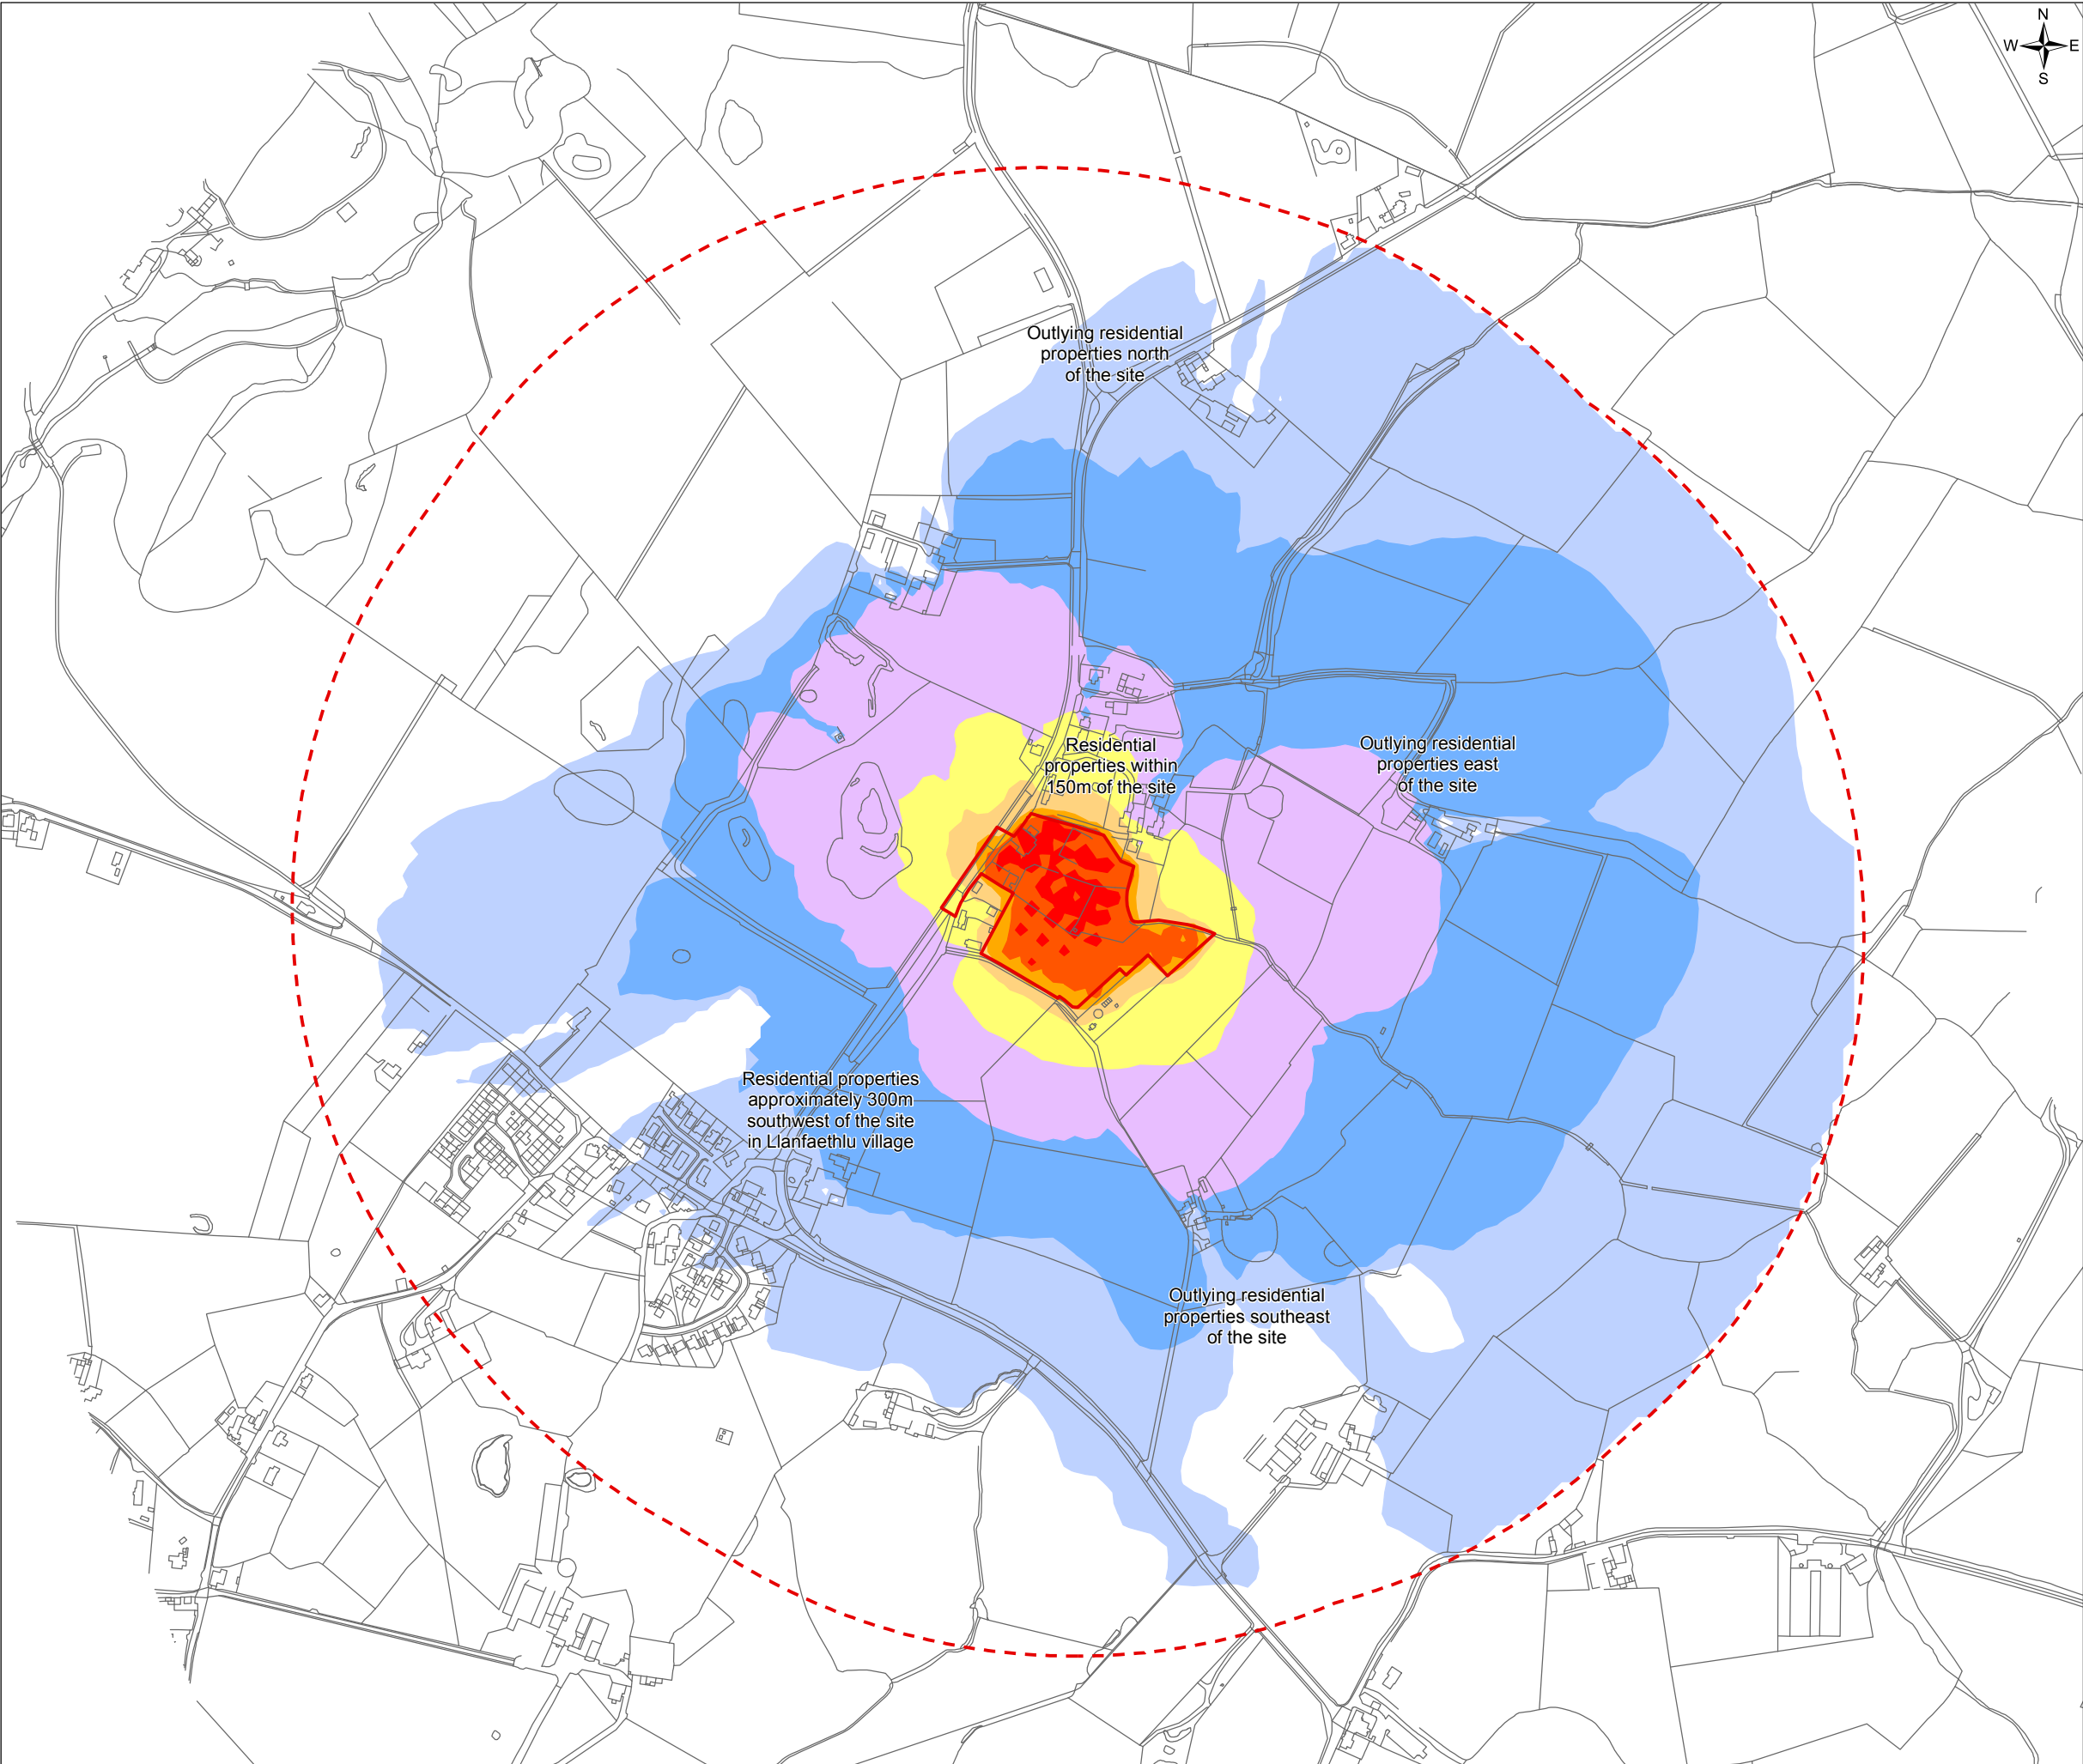 N
W E
S
Outlying residential
properties north
of the site
Residential
properties within
150m of the site
Outlying residential
properties east
of the site
Residential properties
approximately 300m
southwest of the site
in Llanfaethlu village
Outlying residential
properties southeast
of the site